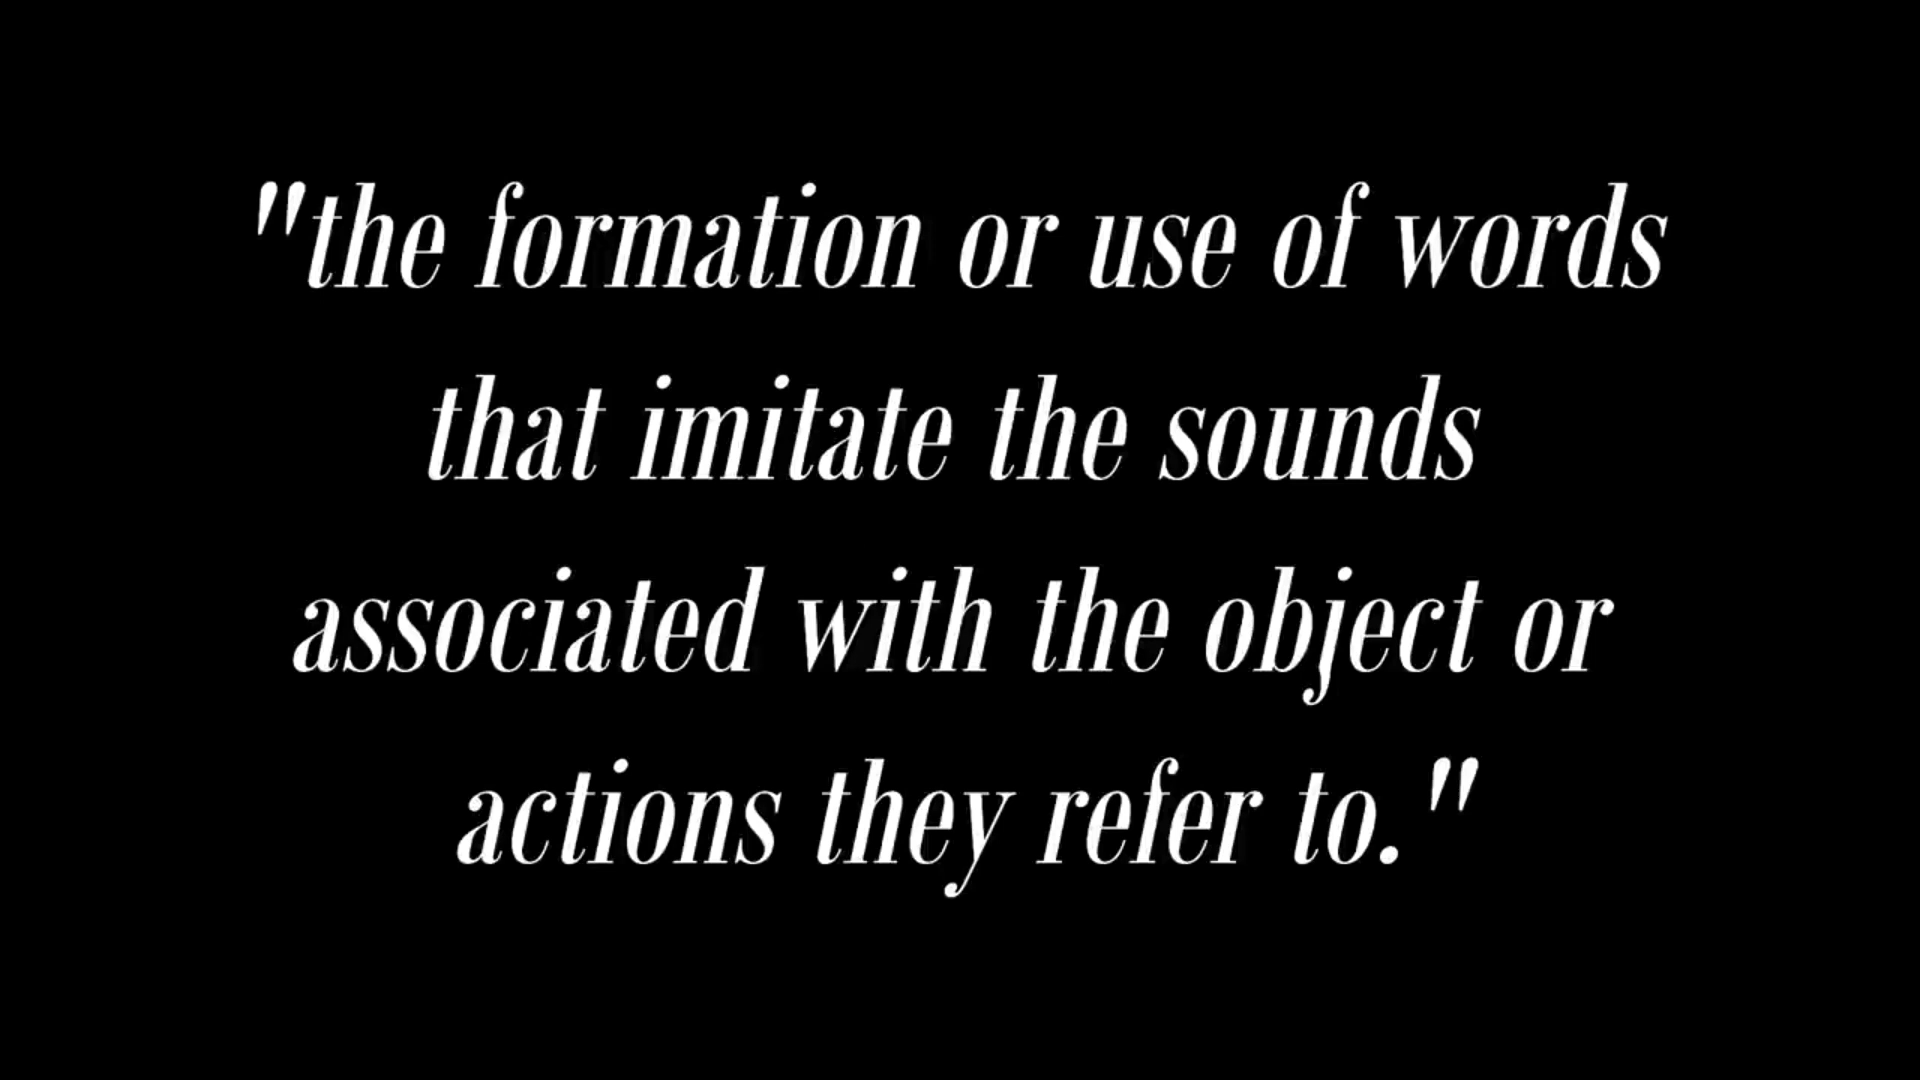 "the formation or use of words
that imitate the sounds
associated with the object or
actions they refer to."